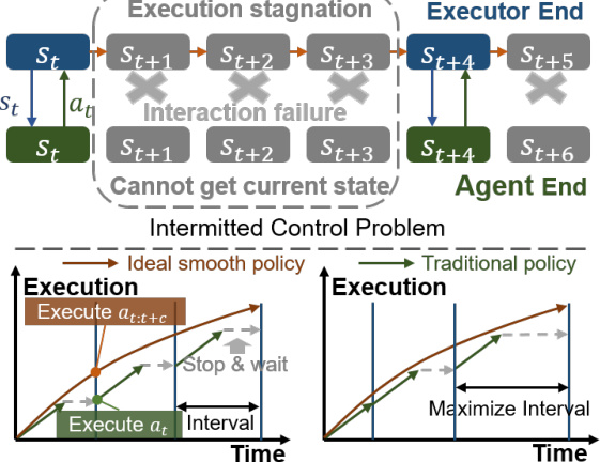 Execution stagnation
Executor End
s_t s_{t+1} s_{t+2} s_{t+3} s_{t+4} s_{t+5}
s_t a_t
Interaction failure
s_t s_{t+1} s_{t+2} s_{t+3} s_{t+4} s_{t+6}
Cannot get current state
Agent End
Intermitted Control Problem
Ideal smooth policy
Traditional policy
Execution
Execute a_{t:t+c}
Stop & wait
Execute a_t
Interval
Time
Execution
Maximize Interval
Time